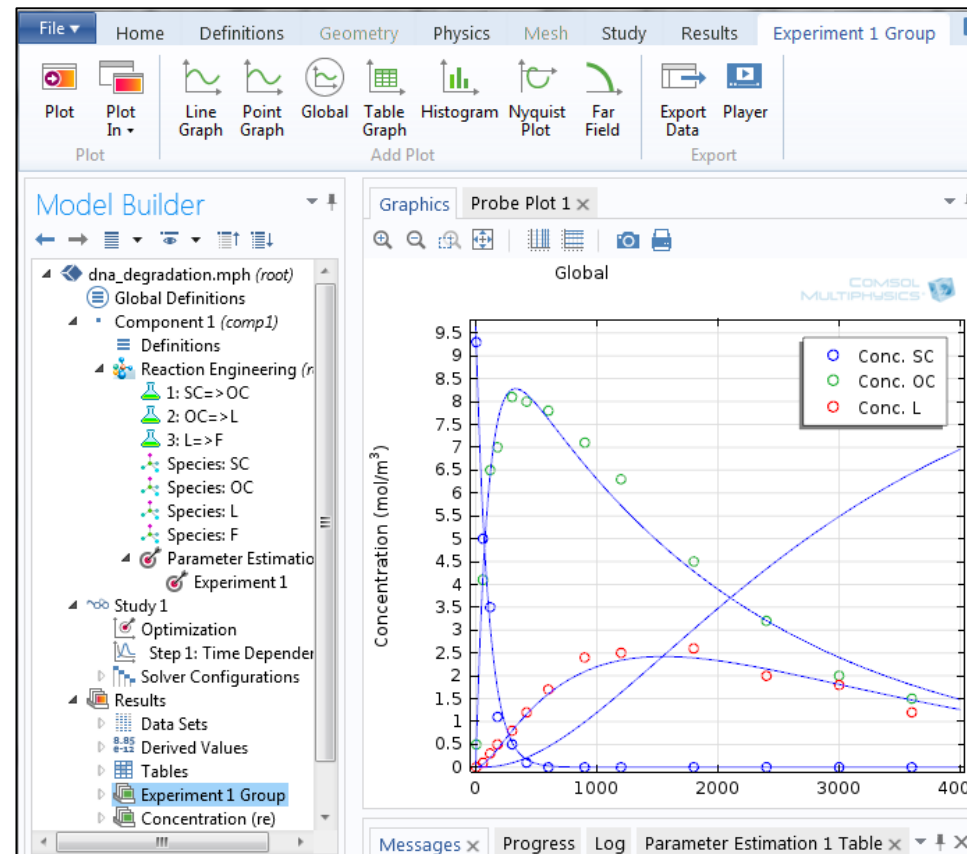 File Home Definitions Geometry Physics Mesh Study Results Experiment 1 Group
Plot Plot In Line Graph Point Graph Global Table Graph Histogram Nyquist Plot Far Field Export Data Player
Plot Add Plot Export
Model Builder
dna_degradation.mph (root)
Global Definitions
Component 1 (comp1)
Definitions
Reaction Engineering (r
1: SC=>OC
2: OC=>L
3: L=>F
Species: SC
Species: OC
Species: L
Species: F
Parameter Estimatio
Experiment 1
Study 1
Optimization
Step 1: Time Depender
Solver Configurations
Results
Data Sets
8.85
e-12
Derived Values
Tables
Experiment 1 Group
Concentration (re)
Graphics Probe Plot 1
Global
COMSOL
MULTIPHYSICS
Concentration (mol/m³)
9.5
9
8.5
8
7.5
7
6.5
6
5.5
5
4.5
4
3.5
3
2.5
2
1.5
1
0.5
0
0 1000 2000 3000 400
Conc. SC
Conc. OC
Conc. L
Messages Progress Log Parameter Estimation 1 Table